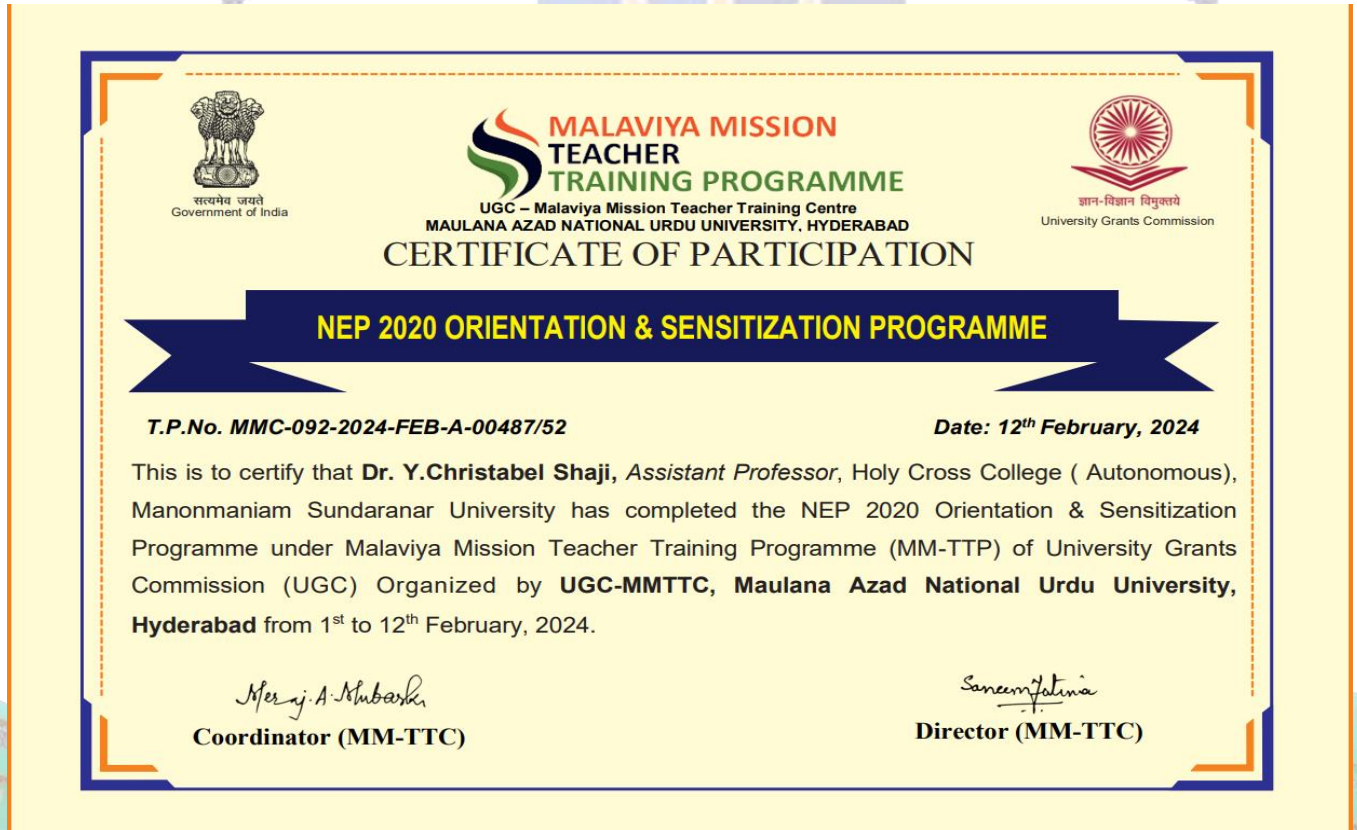 सत्यमेव जयते
Government of India
MALAVIYA MISSION
TEACHER
TRAINING PROGRAMME
UGC – Malaviya Mission Teacher Training Centre
MAULANA AZAD NATIONAL URDU UNIVERSITY, HYDERABAD
ज्ञान-विज्ञान विमुक्तये
University Grants Commission
CERTIFICATE OF PARTICIPATION
NEP 2020 ORIENTATION & SENSITIZATION PROGRAMME
T.P.No. MMC-092-2024-FEB-A-00487/52
Date: 12th February, 2024
This is to certify that Dr. Y.Christabel Shaji, Assistant Professor, Holy Cross College ( Autonomous),
Manonmaniam Sundaranar University has completed the NEP 2020 Orientation & Sensitization
Programme under Malaviya Mission Teacher Training Programme (MM-TTP) of University Grants
Commission (UGC) Organized by UGC-MMTTC, Maulana Azad National Urdu University,
Hyderabad from 1st to 12th February, 2024.
Meraj. A. Mubarki
Coordinator (MM-TTC)
Saneem Fatima
Director (MM-TTC)